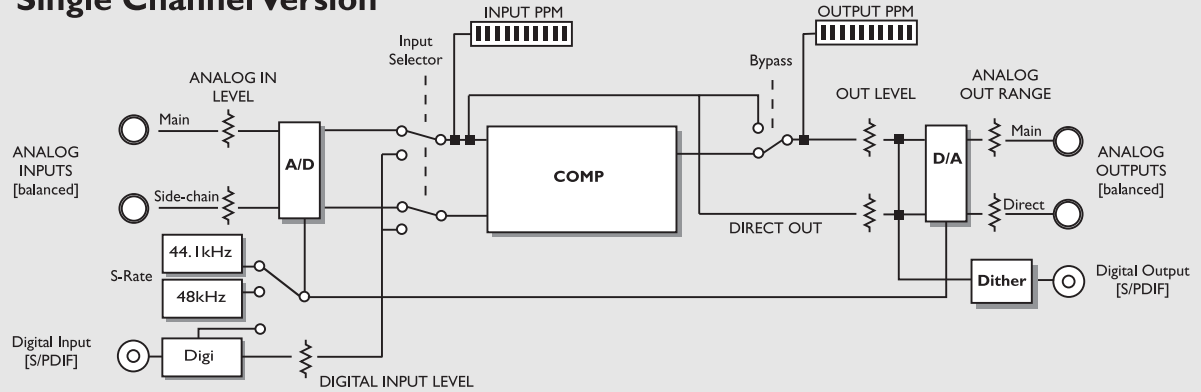 Single Channel version
INPUT PPM
OUTPUT PPM
Input
Selector
Bypass
ANALOG IN
LEVEL
OUT LEVEL
ANALOG
OUT RANGE
Main
A/D
COMP
D/A
Main
ANALOG
INPUTS
[balanced]
ANALOG
OUTPUTS
[balanced]
Side-chain
Direct
DIRECT OUT
44.1kHz
S-Rate
48kHz
Dither
Digital Output
[S/PDIF]
Digital Input
[S/PDIF]
Digi
DIGITAL INPUT LEVEL